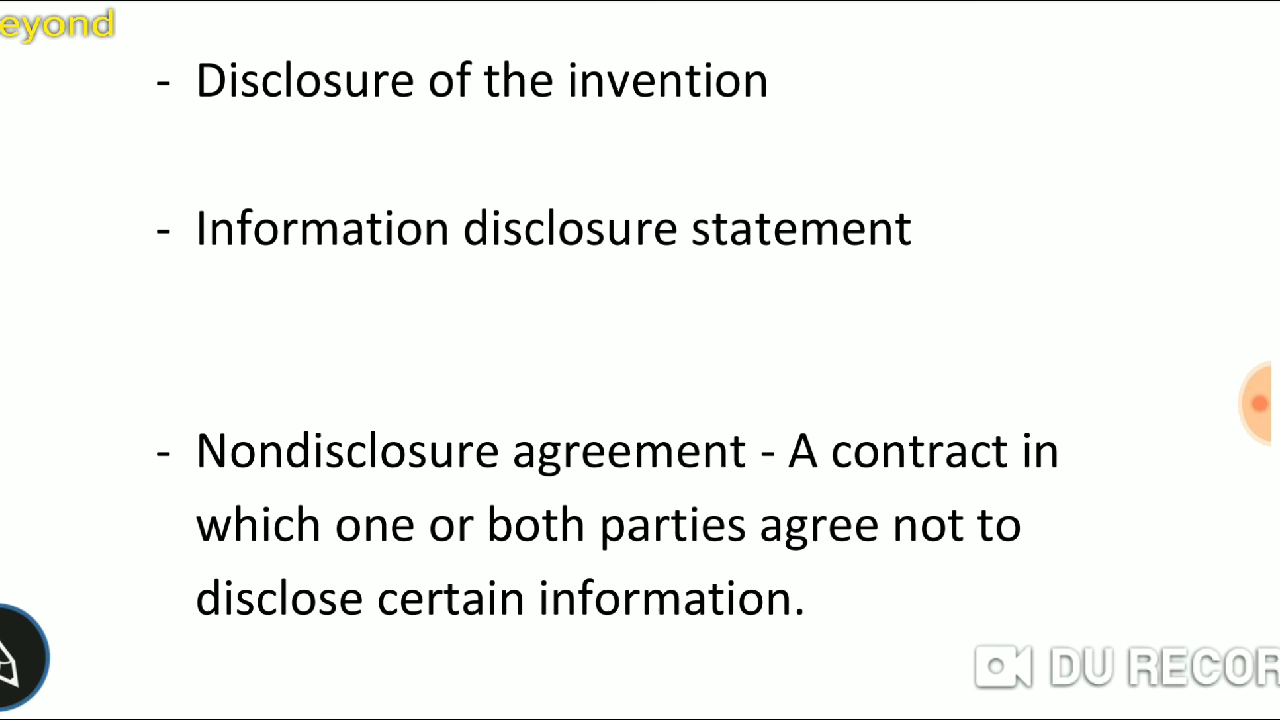 eyond
- Disclosure of the invention
- Information disclosure statement
- Nondisclosure agreement - A contract in
which one or both parties agree not to
disclose certain information.
DU RECOR